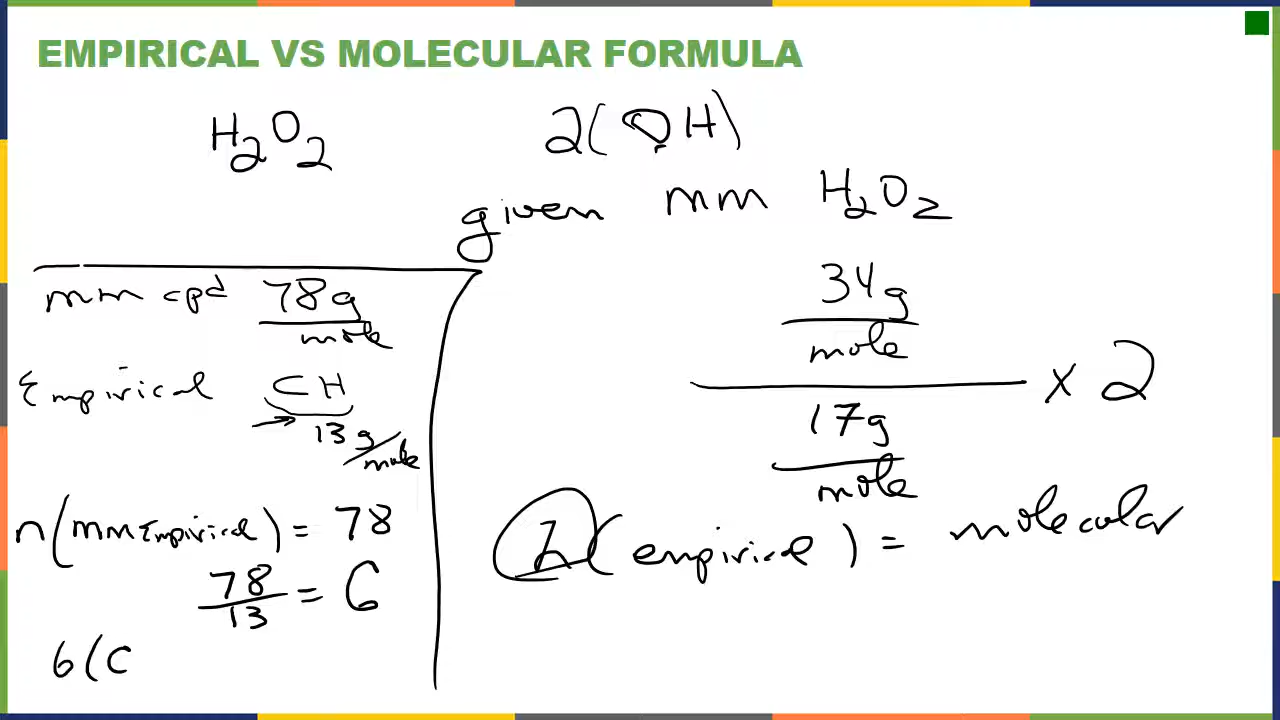 EMPIRICAL VS MOLECULAR FORMULA
H2O2
2(OH)
given mm H2O2
34g
mole
17g
mole
x 2
n(empirical) = molecular
mm cpd 78g
mole
Empirical CH
13g/mole
n(mm Empirical) = 78
78
13
= 6
6(C